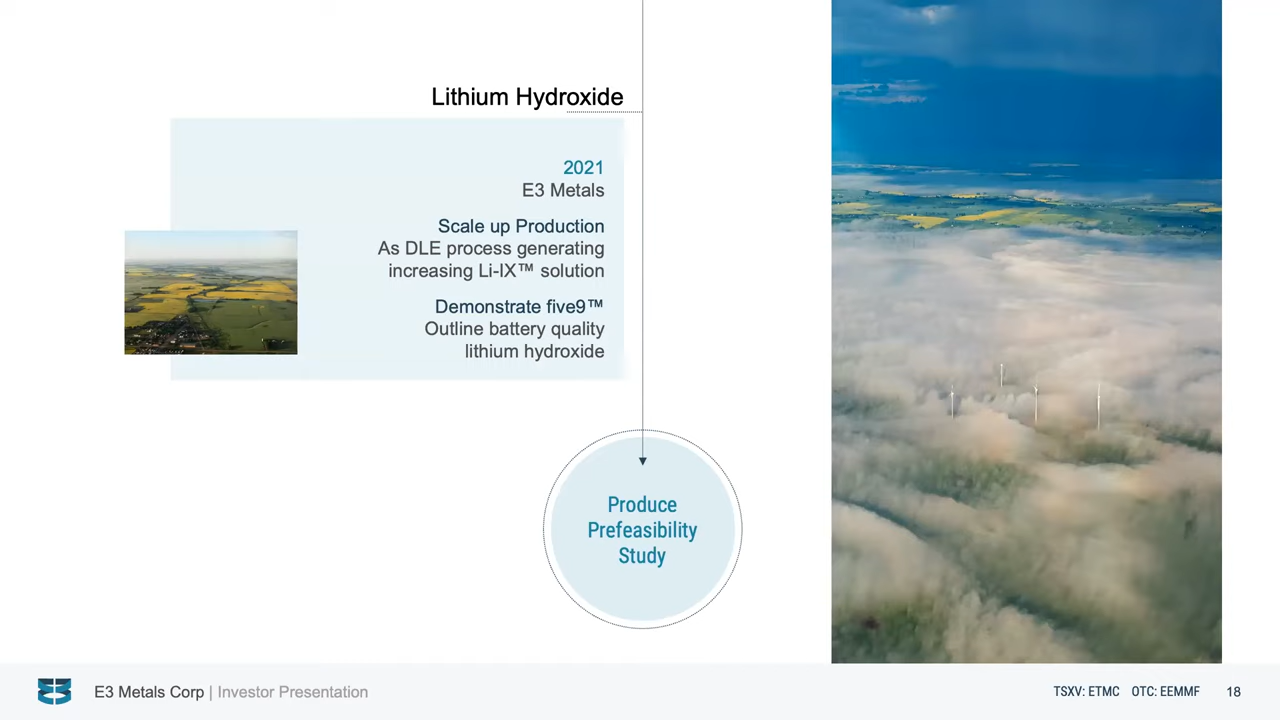 Lithium Hydroxide
2021
E3 Metals
Scale up Production
As DLE process generating
increasing Li-IX™ solution
Demonstrate five9™
Outline battery quality
lithium hydroxide
Produce
Prefeasibility
Study
E3 Metals Corp | Investor Presentation
TSXV: ETMC OTC: EEMMF 18